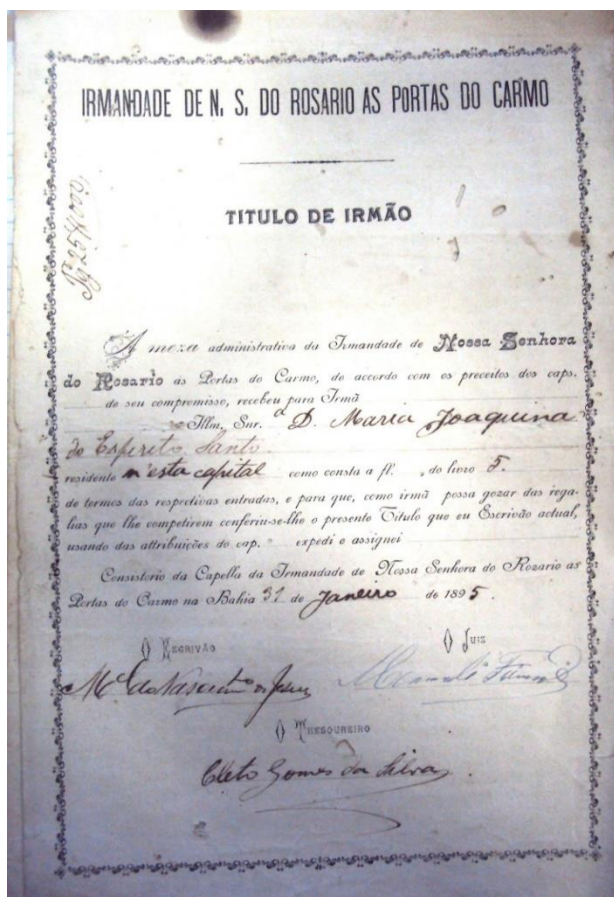 IRMANDADE DE N. S. DO ROSARIO AS PORTAS DO CARMO
TITULO DE IRMÃO
A meza administrativa da Irmandade de Nossa Senhora
do Rosario as Portas do Carmo, de accordo com os preceitos dos caps.
de seu compromisso, recebeu para Irmã
Illm. Sur.ª D. Maria Joaquina
do Espirito Santo
residente n'esta capital como consta a fl. do livro 5.
de termos das respectivas entradas, e para que, como irmã possa gozar das rega-
lias que lhe competirem conferiu-se-lhe o presente Titulo que eu Escrivão actual,
usando das attribuições do cap. expedi e assignei
Consistorio da Capella da Irmandade de Nossa Senhora do Rozario as
Portas do Carmo na Bahia 31 de Janeiro de 1895.
O ESCRIVÃO
O JUIZ
O THESOUREIRO
Cleto Gomes da Silva